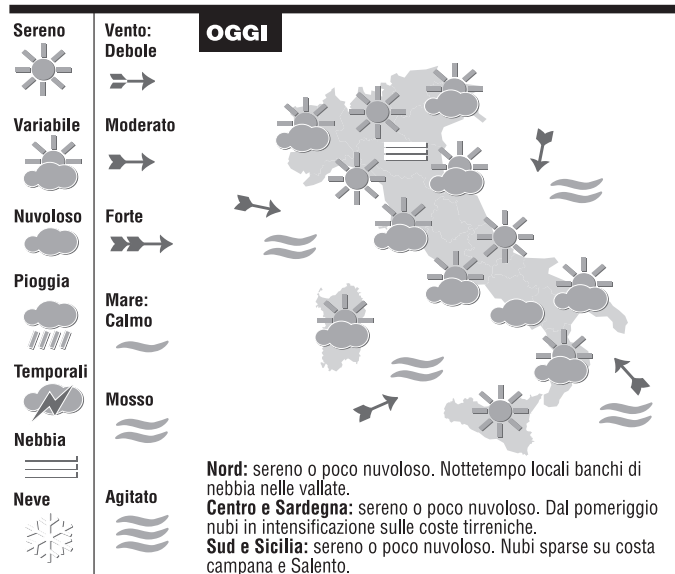 Sereno
Variabile
Nuvoloso
Pioggia
Temporali
Nebbia
Neve
Vento:
Debole
Moderato
Forte
Mare:
Calmo
Mosso
Agitato
OGGI
Nord: sereno o poco nuvoloso. Nottetempo locali banchi di
nebbia nelle vallate.
Centro e Sardegna: sereno o poco nuvoloso. Dal pomeriggio
nubi in intensificazione sulle coste tirreniche.
Sud e Sicilia: sereno o poco nuvoloso. Nubi sparse su costa
campana e Salento.